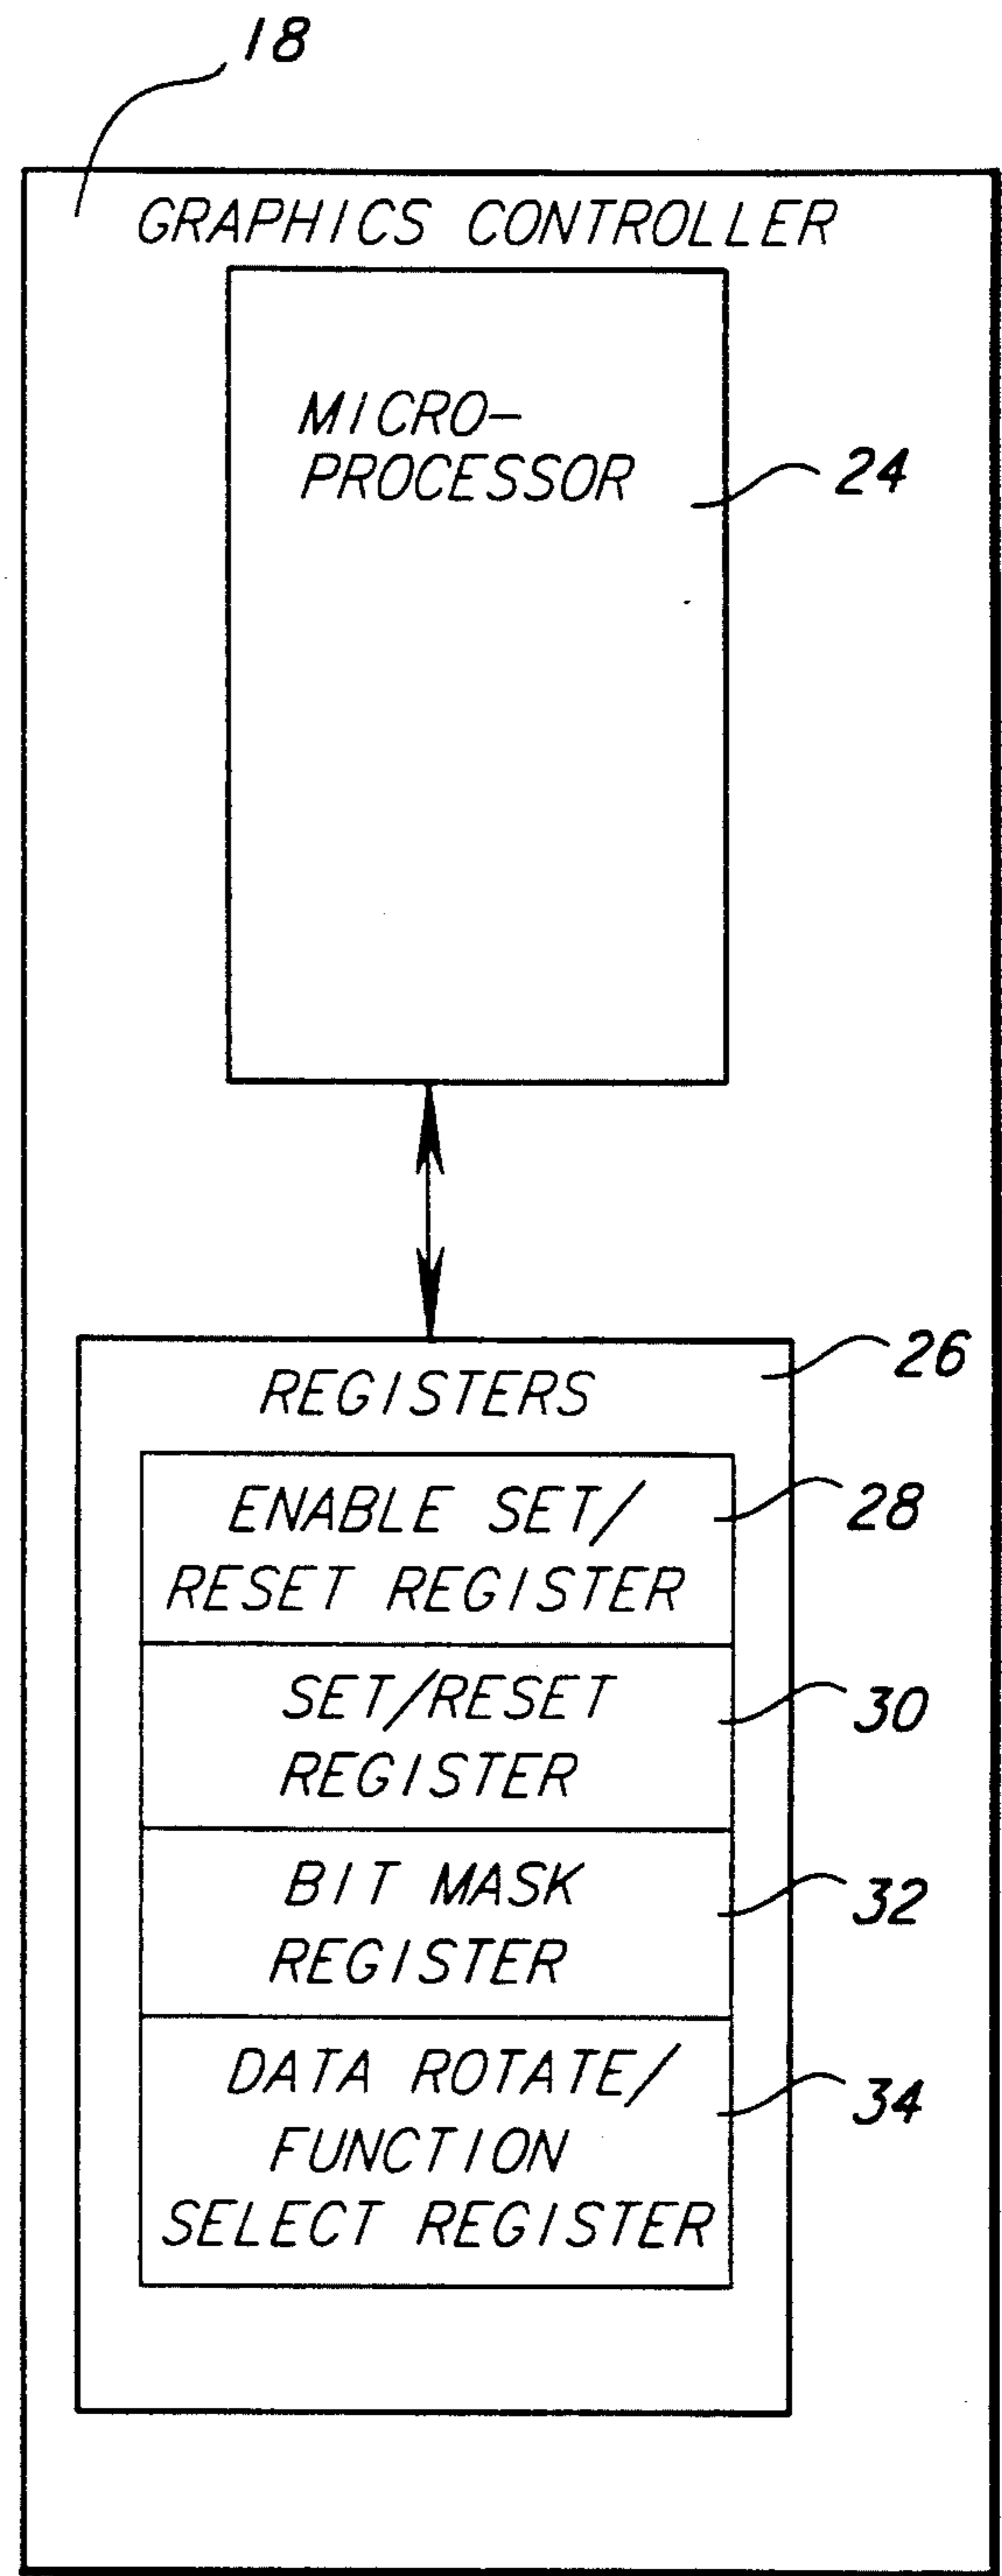 18
GRAPHICS CONTROLLER
MICRO-
PROCESSOR
24
26
REGISTERS
ENABLE SET/
RESET REGISTER
28
SET/RESET
REGISTER
30
BIT MASK
REGISTER
32
DATA ROTATE/
FUNCTION
SELECT REGISTER
34